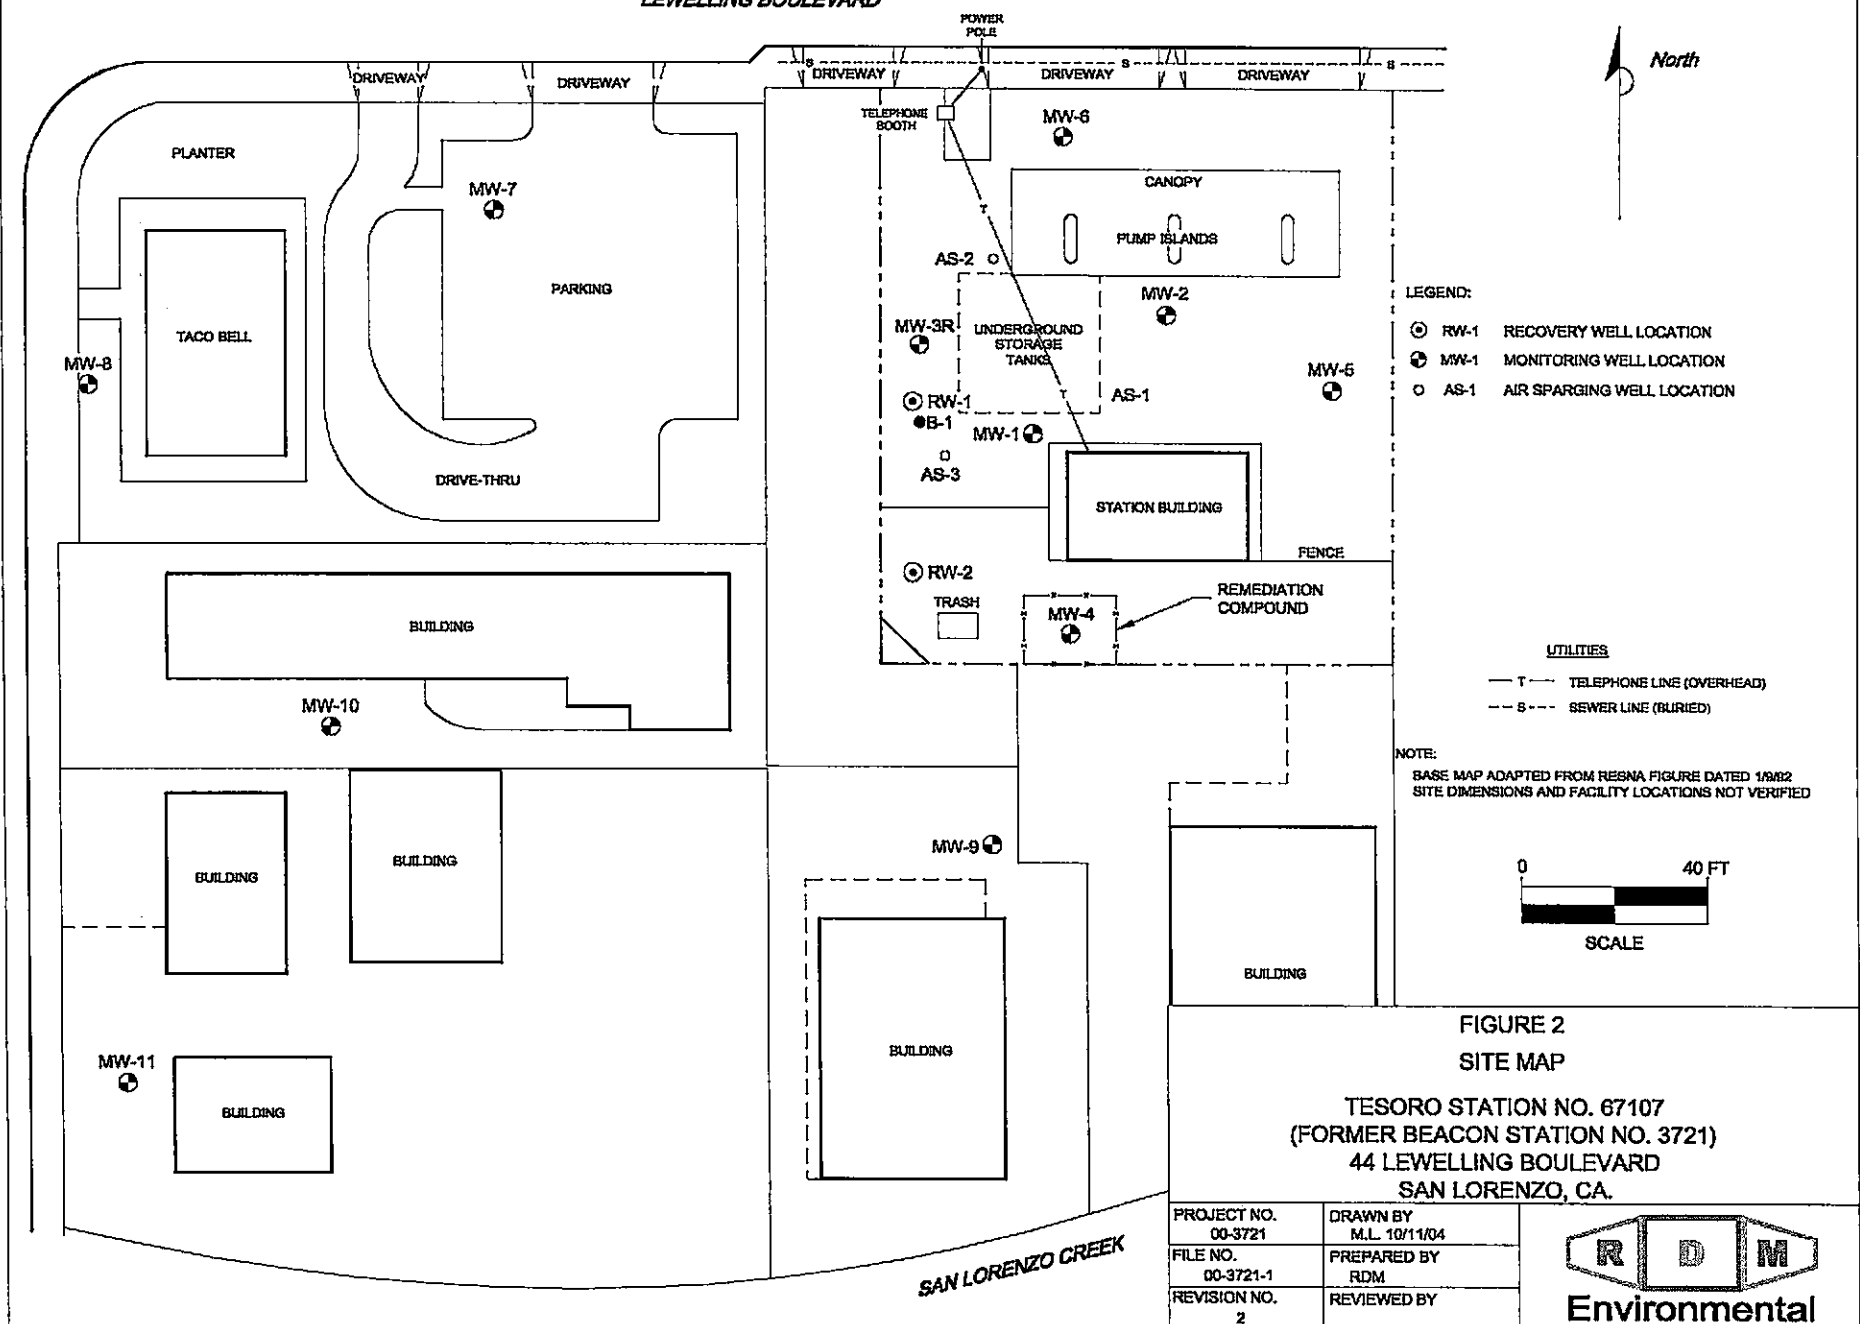 LEWELLING BOULEVARD
POWER
POLE
North
DRIVEWAY
DRIVEWAY
S
DRIVEWAY
DRIVEWAY
S
DRIVEWAY
S
TELEPHONE
BOOTH
MW-6
PLANTER
MW-7
CANOPY
T
PUMP ISLANDS
AS-2
PARKING
MW-2
TACO BELL
MW-3R
UNDERGROUND
STORAGE
TANKS
MW-8
MW-5
T
AS-1
RW-1
B-1
MW-1
AS-3
DRIVE-THRU
STATION BUILDING
FENCE
LEGEND:
RW-1 RECOVERY WELL LOCATION
MW-1 MONITORING WELL LOCATION
AS-1 AIR SPARGING WELL LOCATION
RW-2
TRASH
MW-4
REMEDIATION
COMPOUND
BUILDING
MW-10
UTILITIES
T TELEPHONE LINE (OVERHEAD)
S SEWER LINE (BURIED)
NOTE:
BASE MAP ADAPTED FROM RESNA FIGURE DATED 1/9/92
SITE DIMENSIONS AND FACILITY LOCATIONS NOT VERIFIED
BUILDING
BUILDING
MW-9
0 40 FT
SCALE
BUILDING
BUILDING
MW-11
BUILDING
SAN LORENZO CREEK
FIGURE 2
SITE MAP
TESORO STATION NO. 67107
(FORMER BEACON STATION NO. 3721)
44 LEWELLING BOULEVARD
SAN LORENZO, CA.
PROJECT NO.
00-3721
DRAWN BY
M.L. 10/11/04
FILE NO.
00-3721-1
PREPARED BY
RDM
REVISION NO.
2
REVIEWED BY
R D M
Environmental